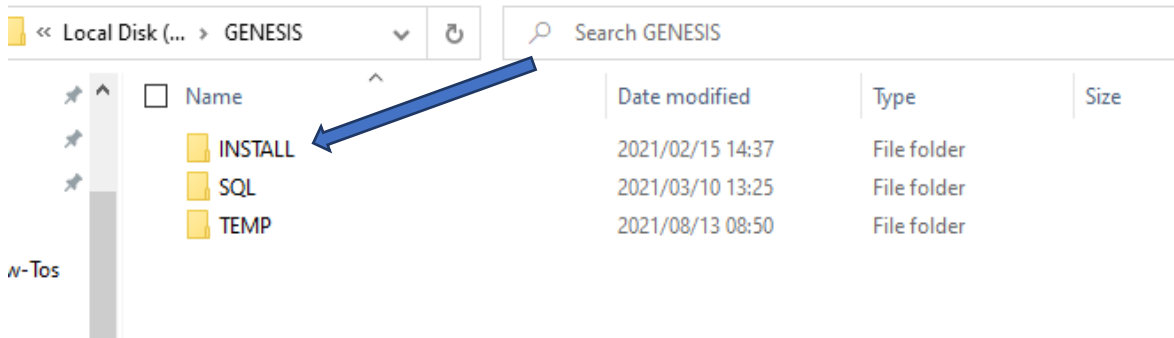 « Local Disk (... > GENESIS Search GENESIS
Name Date modified Type Size
INSTALL 2021/02/15 14:37 File folder
SQL 2021/03/10 13:25 File folder
TEMP 2021/08/13 08:50 File folder
w-Tos